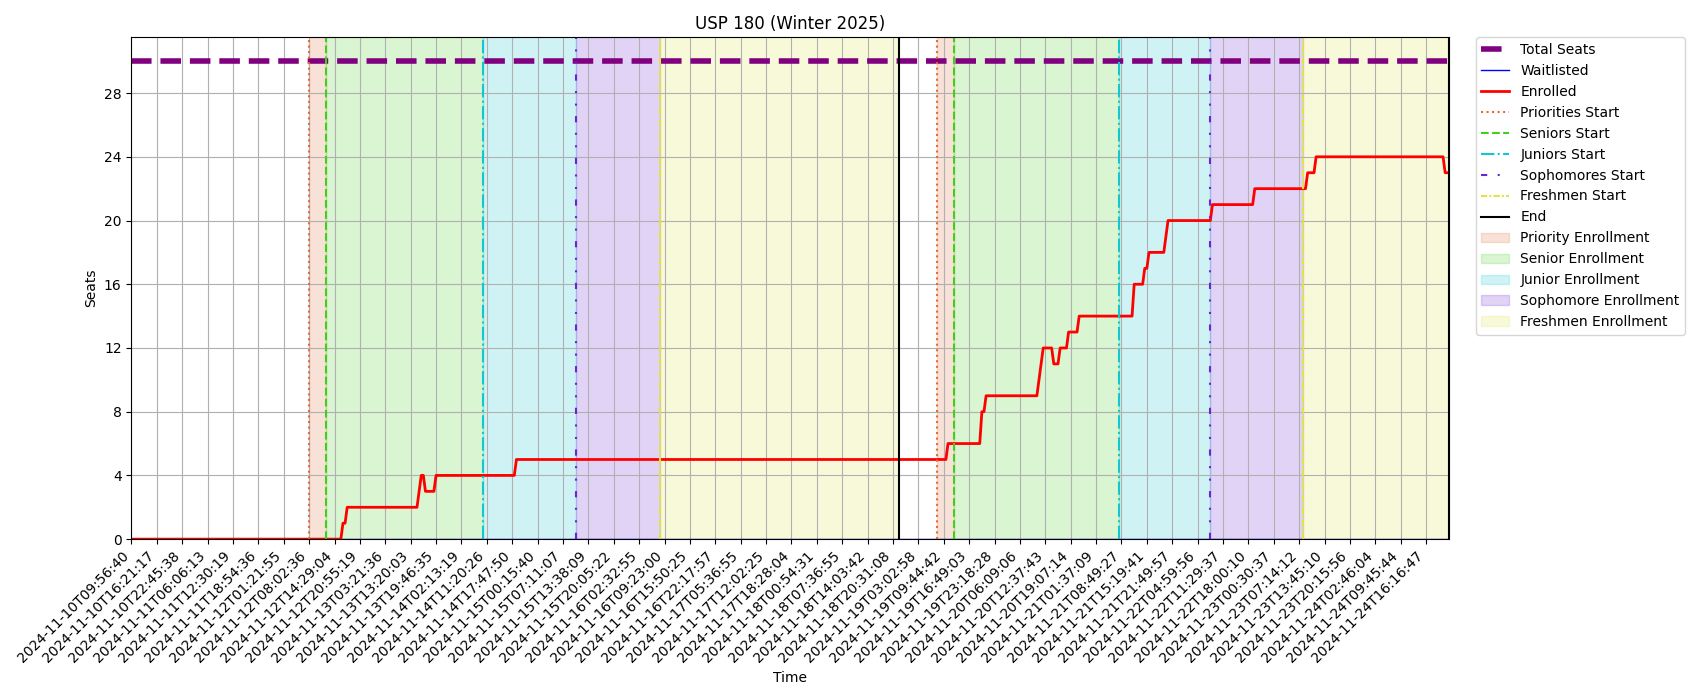 USP 180 (Winter 2025)
Seats
28
24
20
16
12
8
4
0
2024-11-10T09:56:40
2024-11-10T16:21:17
2024-11-10T22:45:38
2024-11-11T06:06:13
2024-11-11T12:30:19
2024-11-11T18:54:36
2024-11-12T01:21:55
2024-11-12T08:02:36
2024-11-12T14:29:04
2024-11-12T20:55:19
2024-11-13T03:21:36
2024-11-13T13:20:03
2024-11-13T19:46:35
2024-11-14T02:13:19
2024-11-14T11:20:26
2024-11-14T17:47:50
2024-11-15T00:15:40
2024-11-15T07:11:07
2024-11-15T13:38:09
2024-11-15T20:05:22
2024-11-16T02:32:55
2024-11-16T09:23:00
2024-11-16T15:50:25
2024-11-16T22:17:57
2024-11-17T05:36:55
2024-11-17T12:02:25
2024-11-17T18:28:04
2024-11-18T00:54:31
2024-11-18T07:36:55
2024-11-18T14:03:42
2024-11-18T20:31:08
2024-11-19T03:02:58
2024-11-19T09:44:42
2024-11-19T16:49:03
2024-11-19T23:18:28
2024-11-20T06:09:06
2024-11-20T12:37:43
2024-11-20T19:07:14
2024-11-21T01:37:09
2024-11-21T08:49:27
2024-11-21T15:19:41
2024-11-21T21:49:57
2024-11-22T04:59:56
2024-11-22T11:29:37
2024-11-22T18:00:10
2024-11-23T00:30:37
2024-11-23T07:14:12
2024-11-23T13:45:10
2024-11-23T20:15:56
2024-11-24T02:46:04
2024-11-24T09:45:44
2024-11-24T16:16:47
Time
Total Seats
Waitlisted
Enrolled
Priorities Start
Seniors Start
Juniors Start
Sophomores Start
Freshmen Start
End
Priority Enrollment
Senior Enrollment
Junior Enrollment
Sophomore Enrollment
Freshmen Enrollment